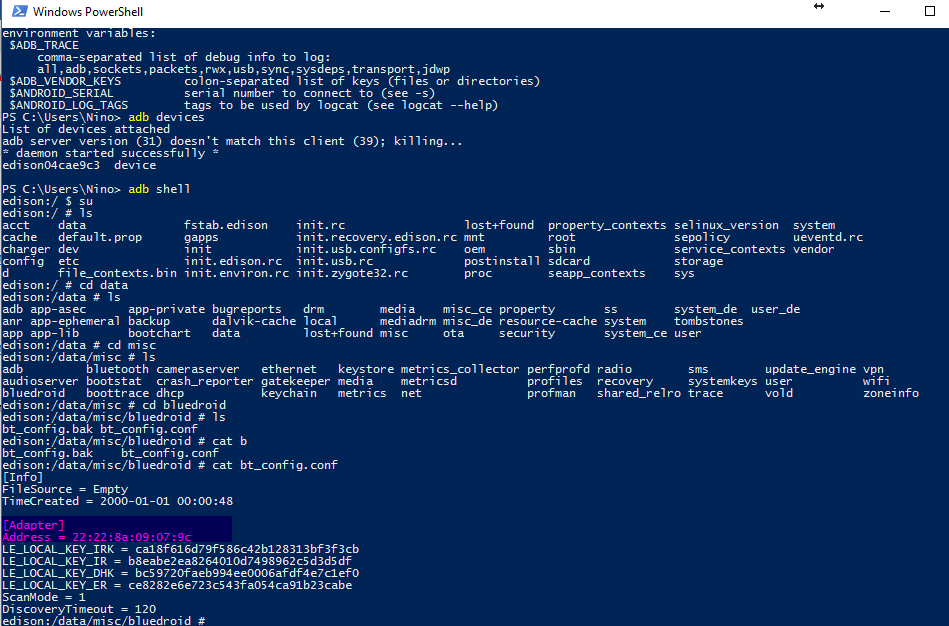 Windows PowerShell
environment variables:
 $ADB_TRACE
     comma-separated list of debug info to log:
     all,adb,sockets,packets,rwx,usb,sync,sysdeps,transport,jdwp
 $ADB_VENDOR_KEYS         colon-separated list of keys (files or directories)
 $ANDROID_SERIAL          serial number to connect to (see -s)
 $ANDROID_LOG_TAGS        tags to be used by logcat (see logcat --help)
PS C:\Users\Nino> adb devices
List of devices attached
adb server version (31) doesn't match this client (39); killing...
* daemon started successfully *
edison04cae9c3  device
PS C:\Users\Nino> adb shell
edison:/ $ su
edison:/ # ls
acct    data              fstab.edison    init.rc                 lost+found  property_contexts selinux_version  system
cache   default.prop      gapps           init.recovery.edison.rc mnt         root              sepolicy         ueventd.rc
charger dev               init            init.usb.configfs.rc    oem         sbin              service_contexts vendor
config  etc               init.edison.rc  init.usb.rc             postinstall sdcard            storage
d       file_contexts.bin init.environ.rc init.zygote32.rc        proc        seapp_contexts    sys
edison:/ # cd data
edison:/data # ls
adb app-asec      app-private bugreports   drm        media    misc_ce property       ss        system_de  user_de
anr app-ephemeral backup      dalvik-cache local      mediadrm misc_de resource-cache system    tombstones
app app-lib       bootchart   data         lost+found misc     ota     security       system_ce user
edison:/data # cd misc
edison:/data/misc # ls
adb         bluetooth cameraserver   ethernet   keystore metrics_collector perfprofd radio       sms        update_engine vpn
audioserver bootstat  crash_reporter gatekeeper media    metricsd          profiles  recovery    systemkeys user          wifi
bluedroid   boottrace dhcp           keychain   metrics  net               profman   shared_relro trace      vold          zoneinfo
edison:/data/misc # cd bluedroid
edison:/data/misc/bluedroid # ls
bt_config.bak bt_config.conf
edison:/data/misc/bluedroid # cat b
bt_config.bak    bt_config.conf
edison:/data/misc/bluedroid # cat bt_config.conf
[Info]
FileSource = Empty
TimeCreated = 2000-01-01 00:00:48
[Adapter]
Address = 22:22:8a:09:07:9c
LE_LOCAL_KEY_IRK = ca18f616d79f586c42b128313bf3f3cb
LE_LOCAL_KEY_IR = b8eabe2ea8264010d7498962c5d3d5df
LE_LOCAL_KEY_DHK = bc59720faeb994ee0006afdf4e7c1ef0
LE_LOCAL_KEY_ER = ce8282e6e723c543fa054ca91b23cabe
ScanMode = 1
DiscoveryTimeout = 120
edison:/data/misc/bluedroid #